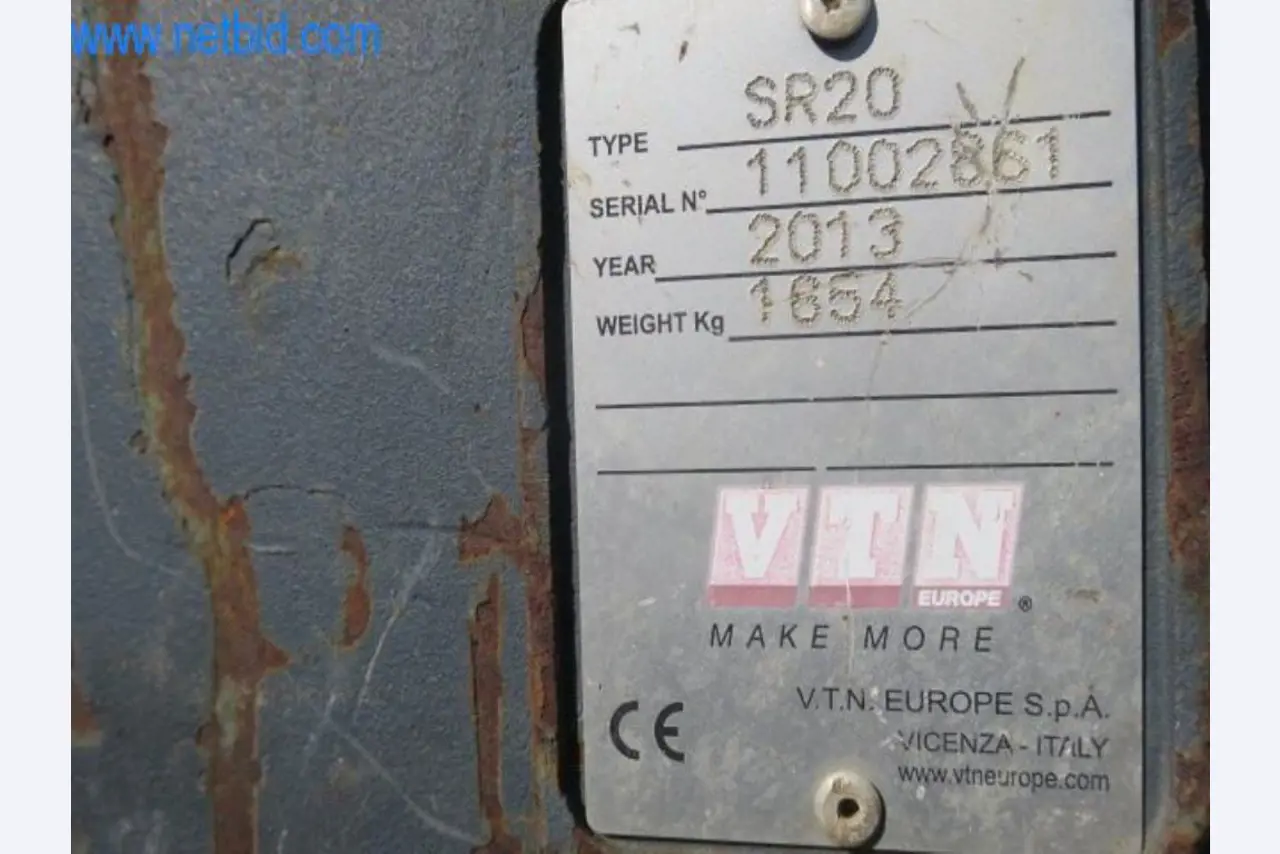 www.netbid.com
TYPE SR20
SERIAL N° 11002861
YEAR 2013
WEIGHT Kg 1654
VTN
EUROPE ®
MAKE MORE
CE
V.T.N. EUROPE S.p.A.
VICENZA - ITALY
www.vtneurope.com